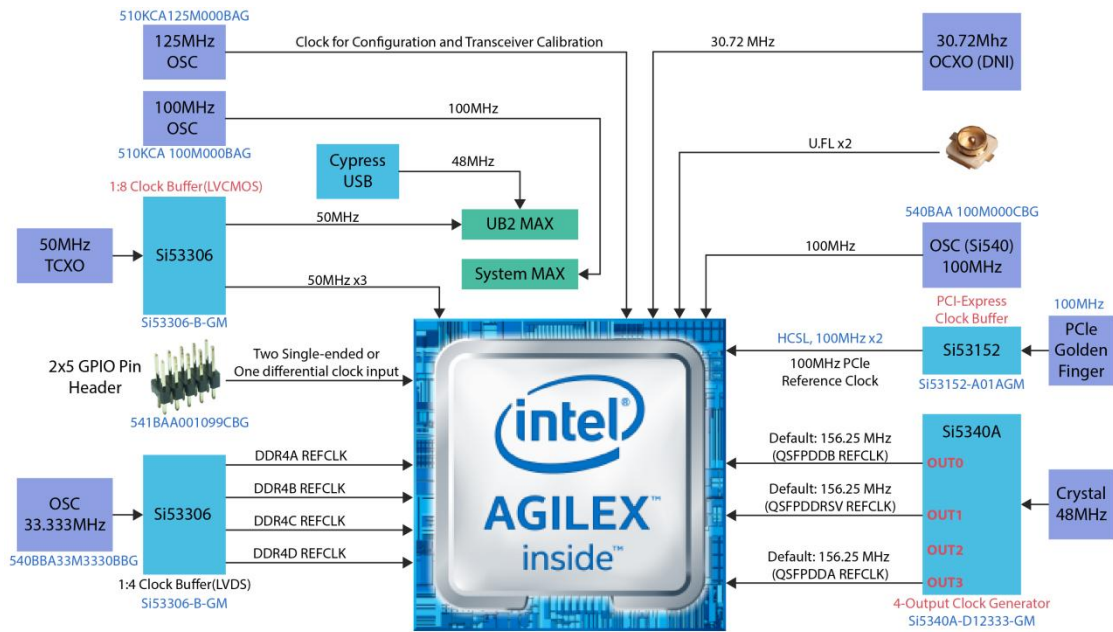 510KCA125M000BAG
125MHz
OSC
Clock for Configuration and Transceiver Calibration
30.72 MHz
30.72Mhz
OCXO (DNI)
100MHz
OSC
510KCA 100M000BAG
100MHz
U.FL x2
Cypress
USB
48MHz
1:8 Clock Buffer(LVCMOS)
50MHz
TCXO
Si53306
Si53306-B-GM
50MHz
UB2 MAX
System MAX
50MHz x3
540BAA 100M000CBG
OSC (Si540)
100MHz
100MHz
PCI-Express
Clock Buffer
100MHz
PCIe
Golden
Finger
Si53152
Si53152-A01AGM
HCSL, 100MHz x2
100MHz PCIe
Reference Clock
2x5 GPIO Pin
Header
541BAA001099CBG
Two Single-ended or
One differential clock input
intel®
AGILEX™
inside™
OSC
33.333MHz
540BBA33M3330BBG
Si53306
1:4 Clock Buffer(LVDS)
Si53306-B-GM
DDR4A REFCLK
DDR4B REFCLK
DDR4C REFCLK
DDR4D REFCLK
Si5340A
Default: 156.25 MHz
(QSFPDDB REFCLK)
OUT0
Default: 156.25 MHz
(QSFPDDRSV REFCLK)
OUT1
OUT2
Default: 156.25 MHz
(QSFPDDA REFCLK)
OUT3
Crystal
48MHz
4-Output Clock Generator
Si5340A-D12333-GM